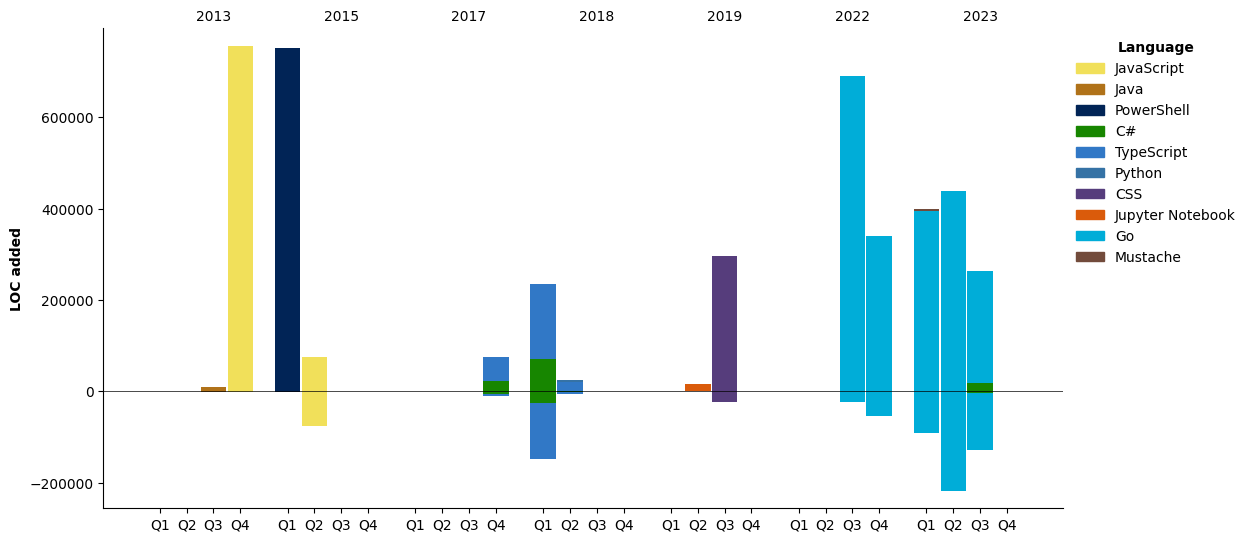 2013 2015 2017 2018 2019 2022 2023
Language
JavaScript
Java
PowerShell
C#
TypeScript
Python
CSS
Jupyter Notebook
Go
Mustache
LOC added
600000
400000
200000
0
−200000
Q1 Q2 Q3 Q4 Q1 Q2 Q3 Q4 Q1 Q2 Q3 Q4 Q1 Q2 Q3 Q4 Q1 Q2 Q3 Q4 Q1 Q2 Q3 Q4 Q1 Q2 Q3 Q4